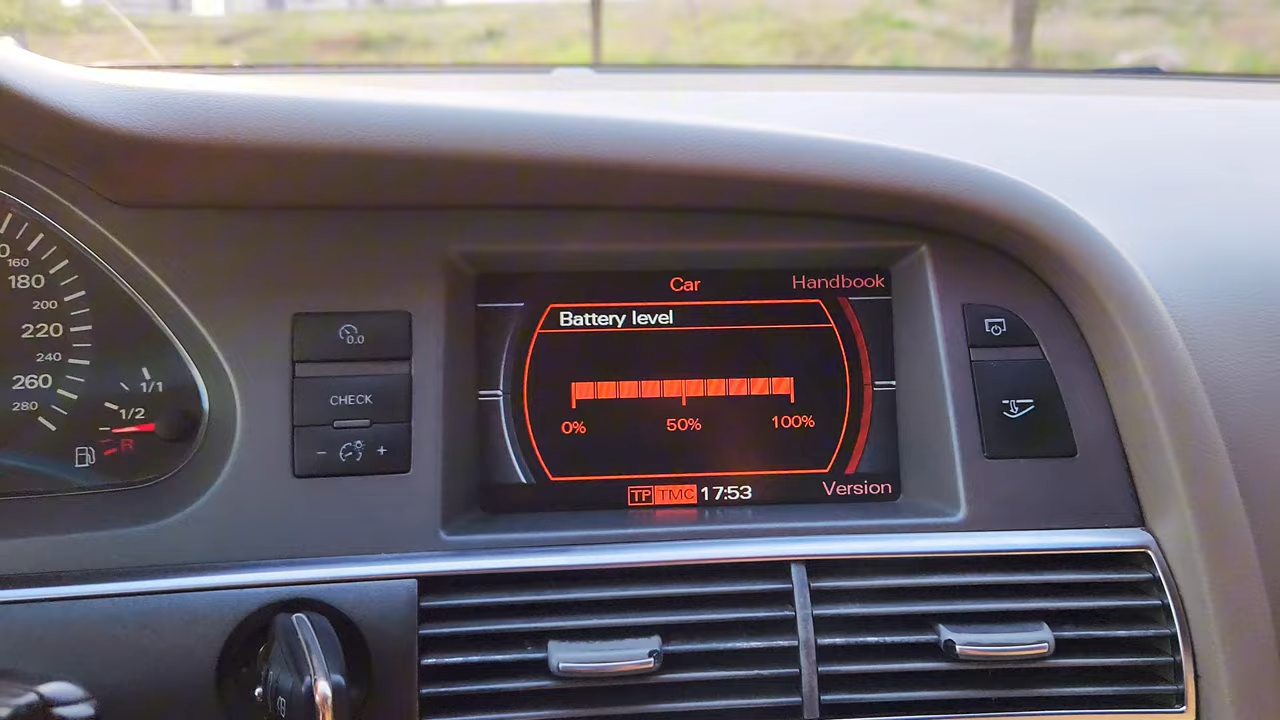 160
180
200
220
240
260
280
1/1
1/2
R
0.0
CHECK
- +
Car
Handbook
Battery level
0% 50% 100%
TP TMC 17:53
Version